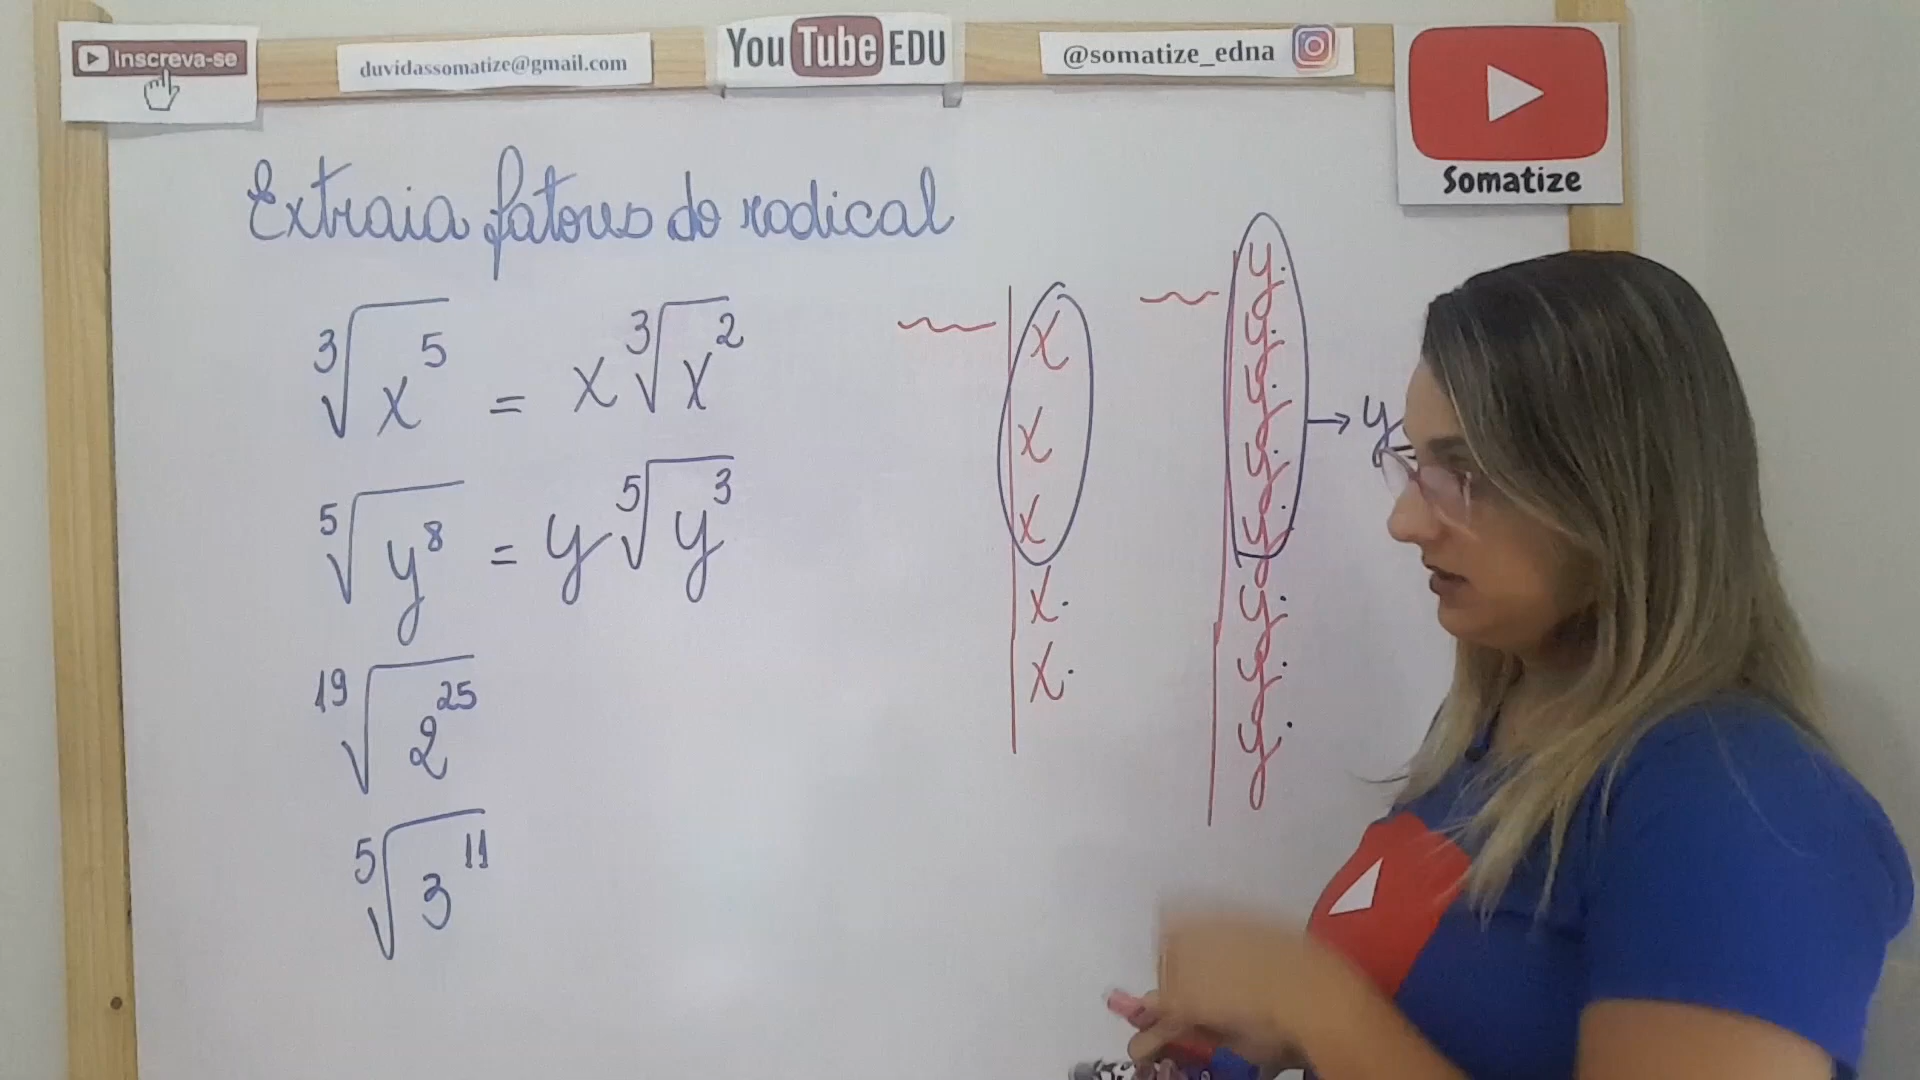 Inscreva-se
duvidassomatize@gmail.com
YouTube EDU
@somatize_edna
Somatize
Extraia fatores do radical
∛x⁵ = x ∛x²
⁵√y⁸ = y ⁵√y³
¹⁹√2²⁵
⁵√3¹¹
x
x
x
x.
x.
y.
y.
y.
y.
y.
y.
y.
y.
→ y